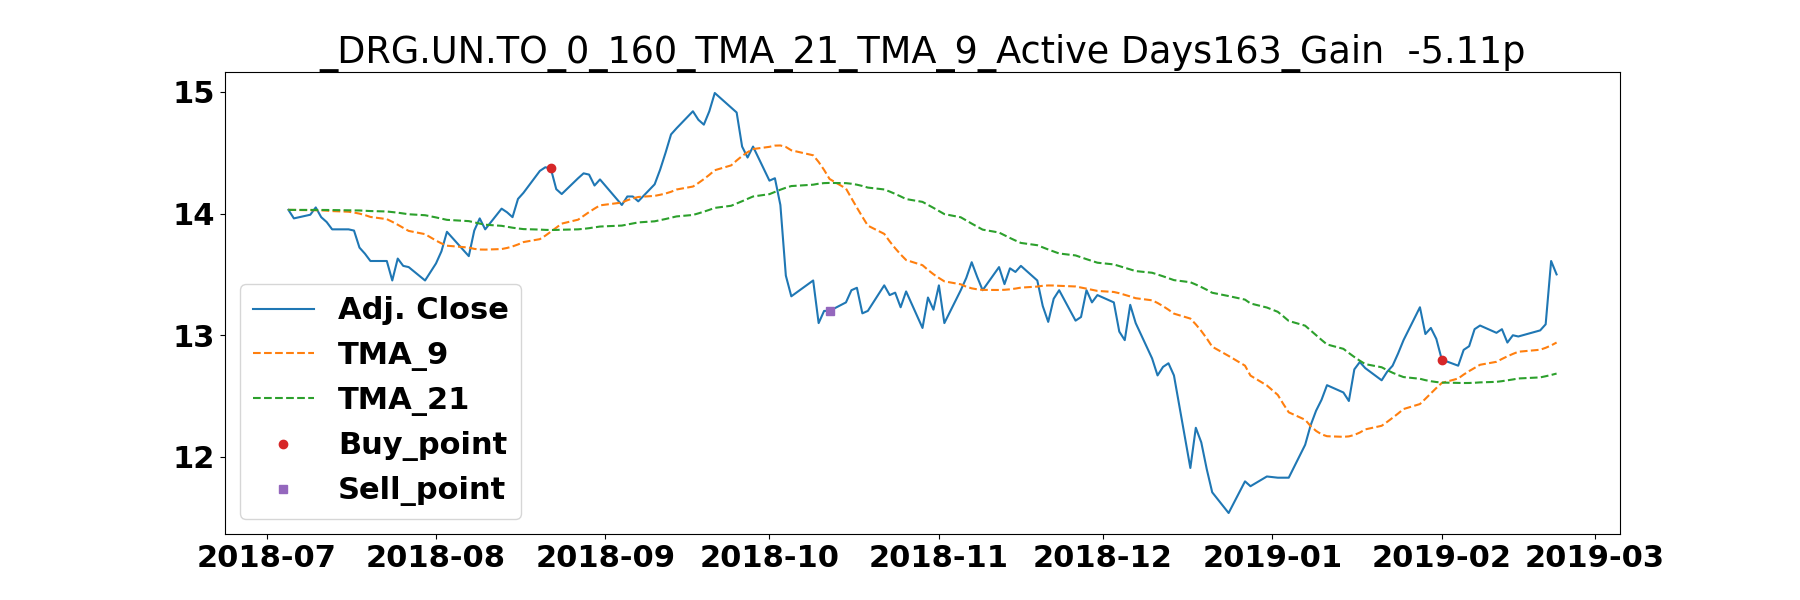 _DRG.UN.TO_0_160_TMA_21_TMA_9_Active Days163_Gain  -5.11p
15
14
13
12
Adj. Close
TMA_9
TMA_21
Buy_point
Sell_point
2018-07 2018-08 2018-09 2018-10 2018-11 2018-12 2019-01 2019-02 2019-03